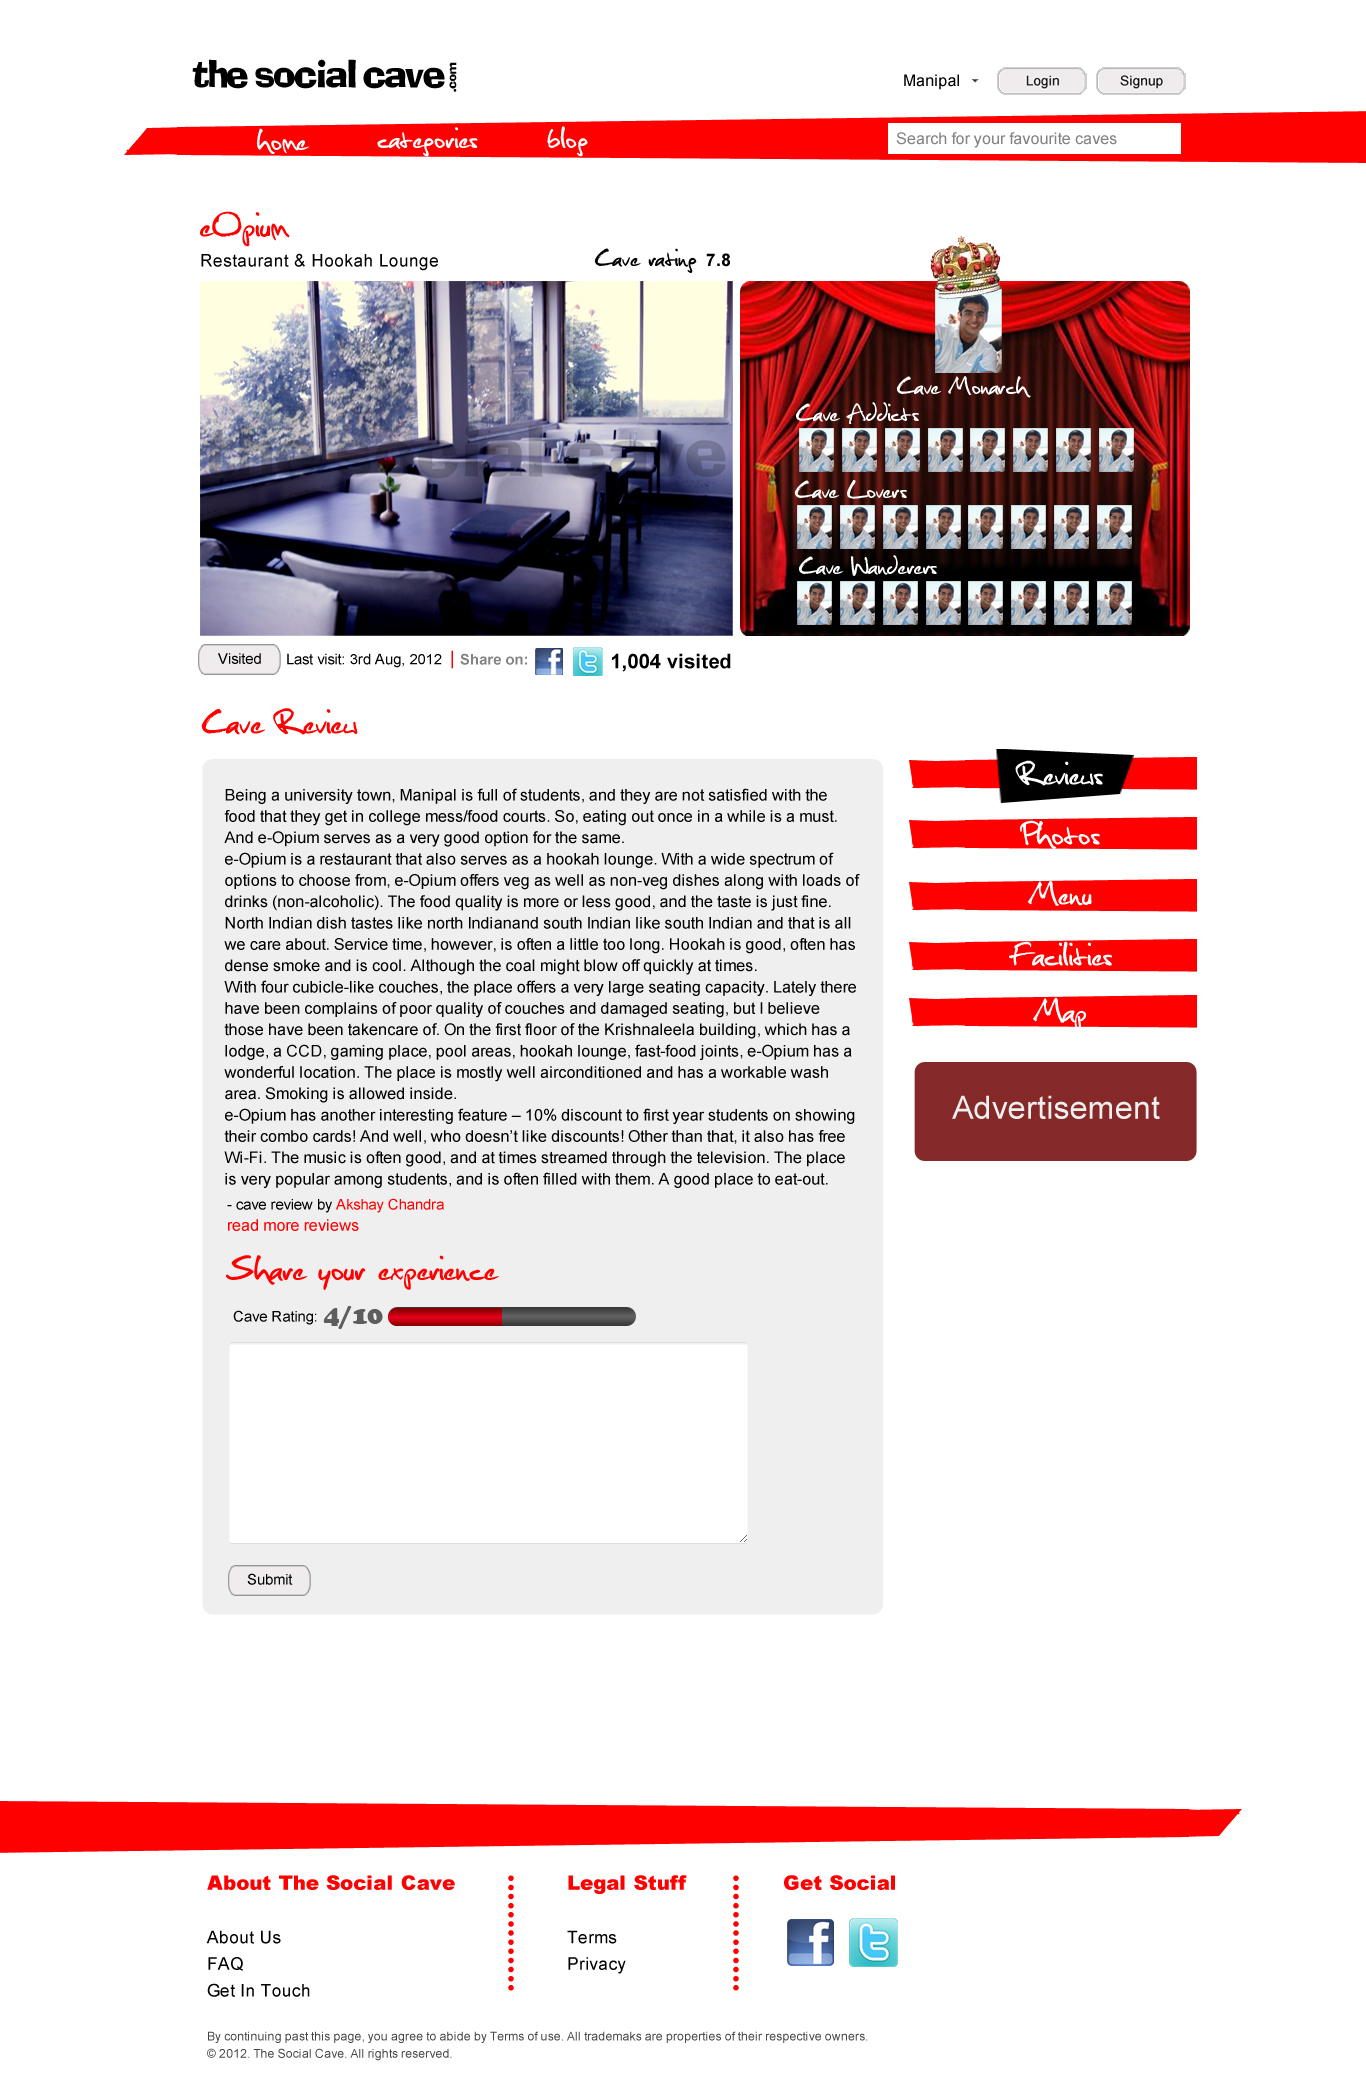 the social cave .com
Manipal
Login
Signup
home
categories
blog
Search for your favourite caves
eOpium
Restaurant & Hookah Lounge
Cave rating 7.8
social cave
Cave Monarch
Cave Addicts
Cave Lovers
Cave Wanderers
Visited
Last visit: 3rd Aug, 2012
Share on:
f
t
1,004 visited
Cave Review
Being a university town, Manipal is full of students, and they are not satisfied with the
food that they get in college mess/food courts. So, eating out once in a while is a must.
And e-Opium serves as a very good option for the same.
e-Opium is a restaurant that also serves as a hookah lounge. With a wide spectrum of
options to choose from, e-Opium offers veg as well as non-veg dishes along with loads of
drinks (non-alcoholic). The food quality is more or less good, and the taste is just fine.
North Indian dish tastes like north Indianand south Indian like south Indian and that is all
we care about. Service time, however, is often a little too long. Hookah is good, often has
dense smoke and is cool. Although the coal might blow off quickly at times.
With four cubicle-like couches, the place offers a very large seating capacity. Lately there
have been complains of poor quality of couches and damaged seating, but I believe
those have been takencare of. On the first floor of the Krishnaleela building, which has a
lodge, a CCD, gaming place, pool areas, hookah lounge, fast-food joints, e-Opium has a
wonderful location. The place is mostly well airconditioned and has a workable wash
area. Smoking is allowed inside.
e-Opium has another interesting feature – 10% discount to first year students on showing
their combo cards! And well, who doesn’t like discounts! Other than that, it also has free
Wi-Fi. The music is often good, and at times streamed through the television. The place
is very popular among students, and is often filled with them. A good place to eat-out.
- cave review by Akshay Chandra
read more reviews
Reviews
Photos
Menu
Facilities
Map
Advertisement
Share your experience
Cave Rating: 4/10
Submit
About The Social Cave
About Us
FAQ
Get In Touch
Legal Stuff
Terms
Privacy
Get Social
f
t
By continuing past this page, you agree to abide by Terms of use. All trademaks are properties of their respective owners.
© 2012. The Social Cave. All rights reserved.